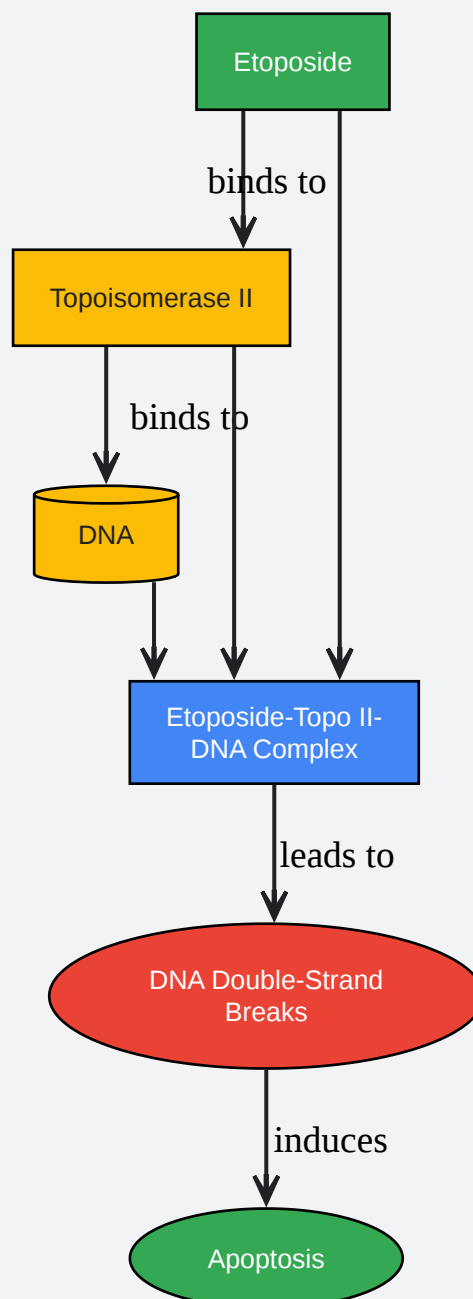 Etoposide
binds to
Topoisomerase II
binds to
DNA
Etoposide-Topo II-
DNA Complex
leads to
DNA Double-Strand
Breaks
induces
Apoptosis